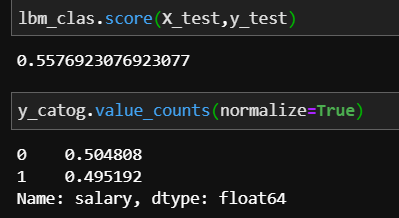 lbm_clas.score(X_test,y_test)
0.5576923076923077
y_catog.value_counts(normalize=True)
0    0.504808
1    0.495192
Name: salary, dtype: float64